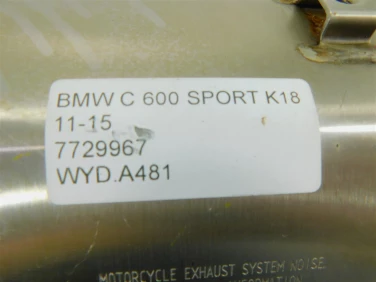 BMW C 600 SPORT K18
11-15
7729967
WYD.A481
MOTORCYCLE EXHAUST SYSTEM NOISE